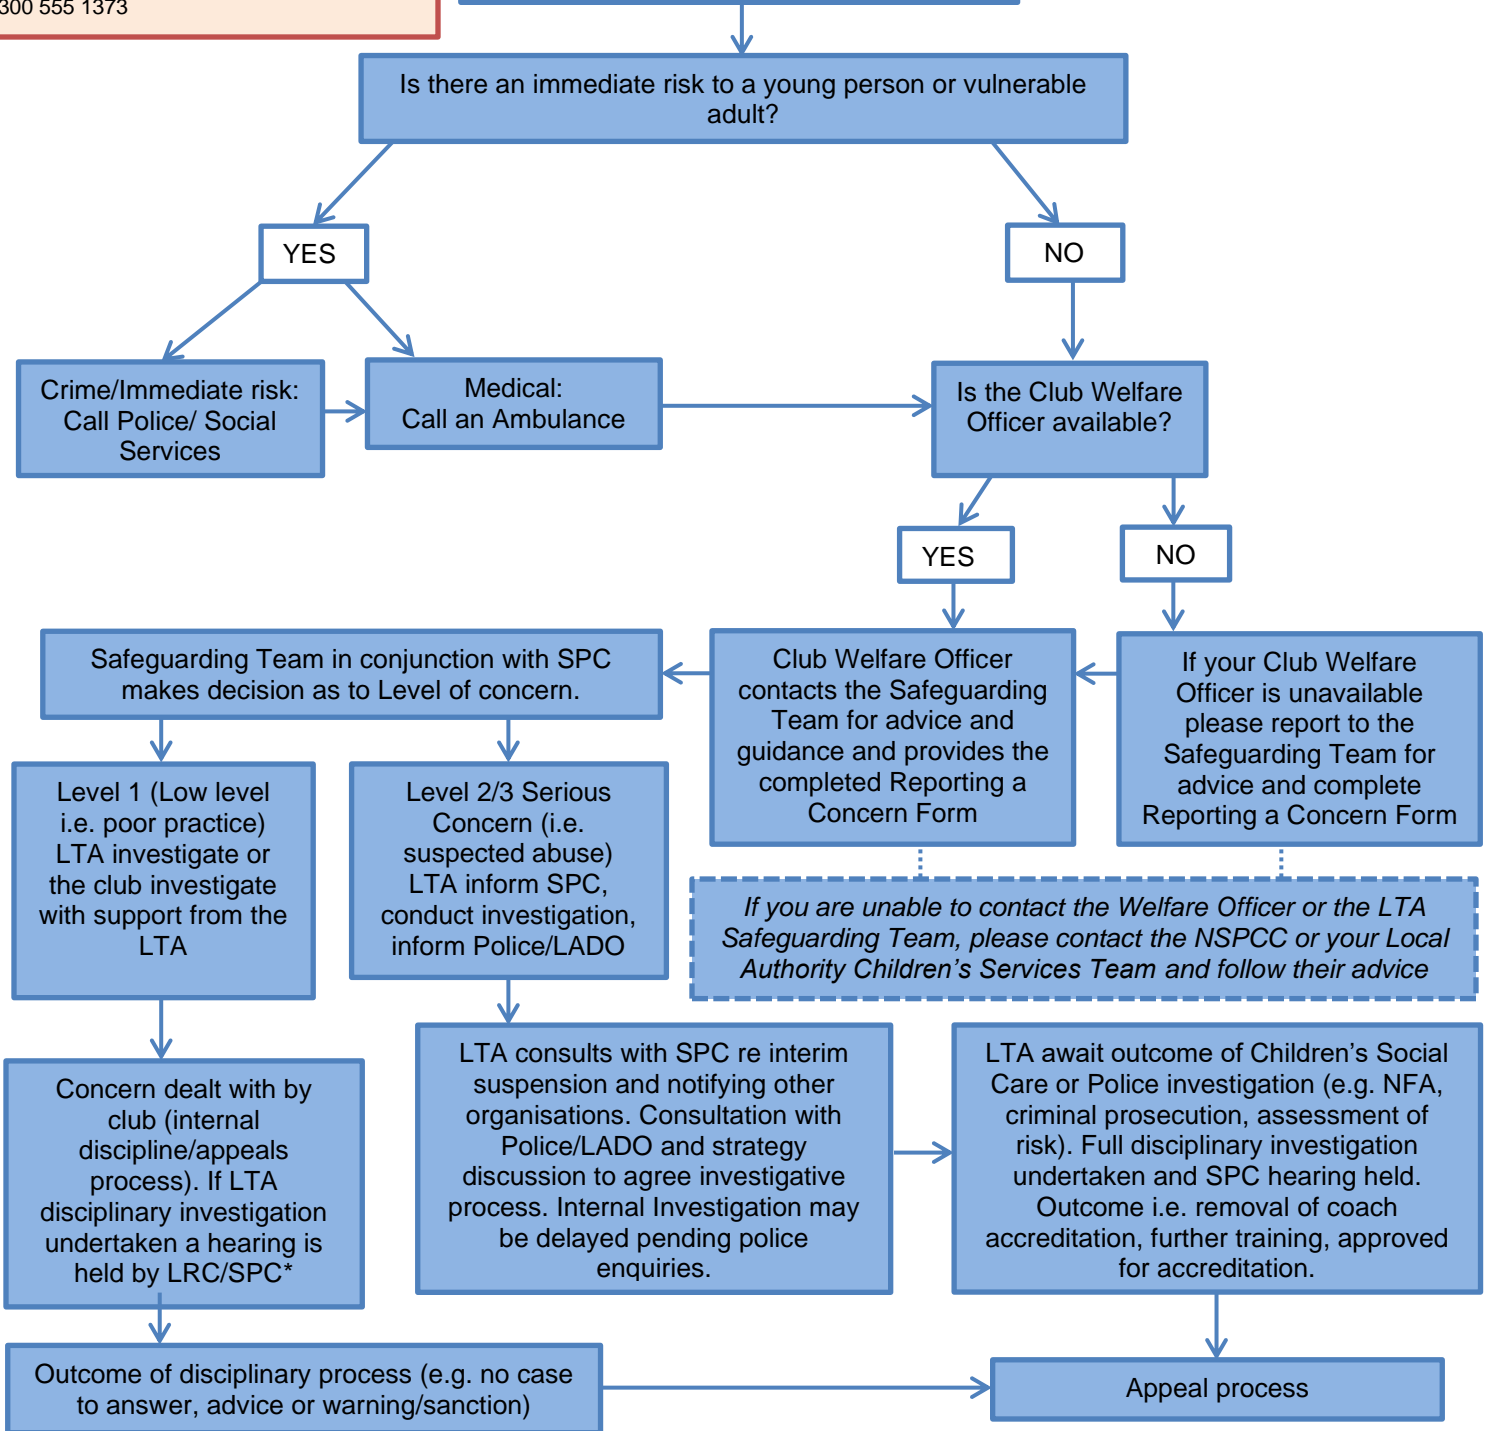 300 555 1373
Is there an immediate risk to a young person or vulnerable
adult?
YES
NO
Crime/Immediate risk:
Call Police/ Social
Services
Medical:
Call an Ambulance
Is the Club Welfare
Officer available?
YES
NO
Safeguarding Team in conjunction with SPC
makes decision as to Level of concern.
Club Welfare Officer
contacts the Safeguarding
Team for advice and
guidance and provides the
completed Reporting a
Concern Form
If your Club Welfare
Officer is unavailable
please report to the
Safeguarding Team for
advice and complete
Reporting a Concern Form
Level 1 (Low level
i.e. poor practice)
LTA investigate or
the club investigate
with support from the
LTA
Level 2/3 Serious
Concern (i.e.
suspected abuse)
LTA inform SPC,
conduct investigation,
inform Police/LADO
If you are unable to contact the Welfare Officer or the LTA
Safeguarding Team, please contact the NSPCC or your Local
Authority Children's Services Team and follow their advice
Concern dealt with by
club (internal
discipline/appeals
process). If LTA
disciplinary investigation
undertaken a hearing is
held by LRC/SPC*
LTA consults with SPC re interim
suspension and notifying other
organisations. Consultation with
Police/LADO and strategy
discussion to agree investigative
process. Internal Investigation may
be delayed pending police
enquiries.
LTA await outcome of Children's Social
Care or Police investigation (e.g. NFA,
criminal prosecution, assessment of
risk). Full disciplinary investigation
undertaken and SPC hearing held.
Outcome i.e. removal of coach
accreditation, further training, approved
for accreditation.
Outcome of disciplinary process (e.g. no case
to answer, advice or warning/sanction)
Appeal process